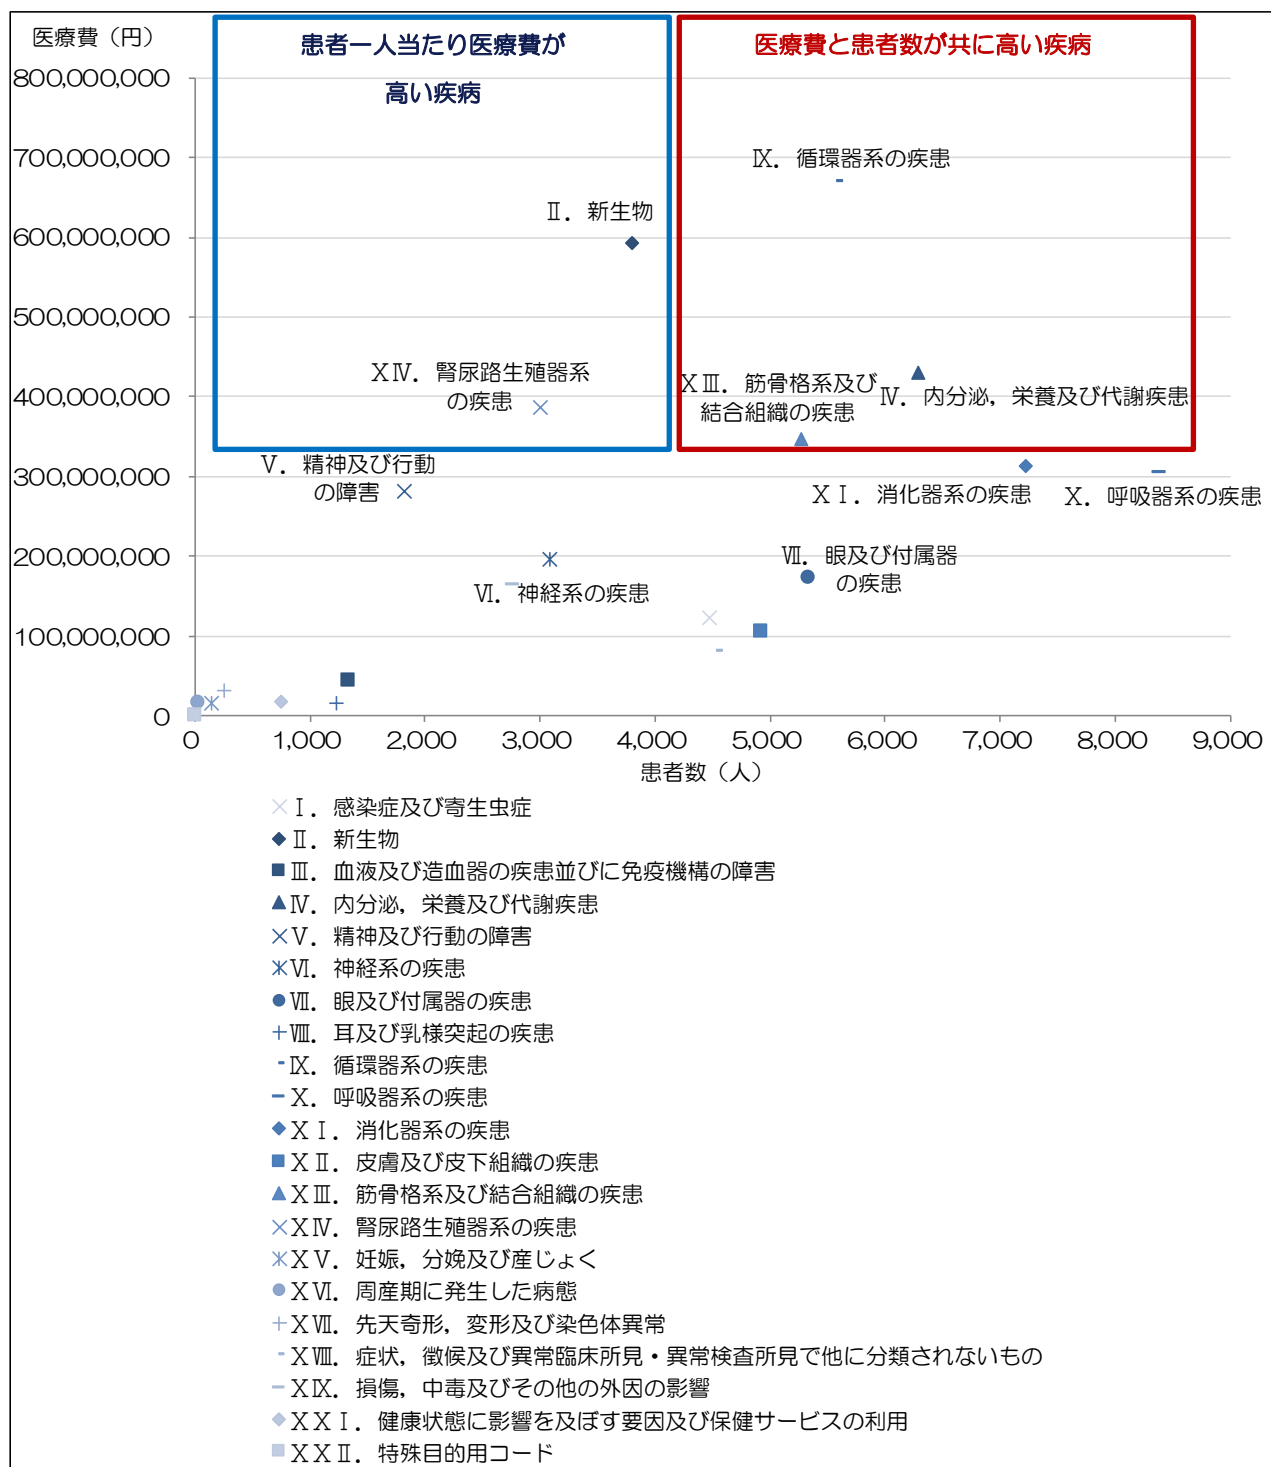 医療費（円）
患者一人当たり医療費が
高い疾病
医療費と患者数が共に高い疾病
800,000,000
700,000,000
600,000,000
500,000,000
400,000,000
300,000,000
200,000,000
100,000,000
0
Ⅸ．循環器系の疾患
Ⅱ．新生物
ⅩⅣ．腎尿路生殖器系
の疾患
ⅩⅢ．筋骨格系及び
結合組織の疾患
Ⅳ．内分泌，栄養及び代謝疾患
Ⅴ．精神及び行動
の障害
ⅩⅠ．消化器系の疾患
Ⅹ．呼吸器系の疾患
Ⅶ．眼及び付属器
の疾患
Ⅵ．神経系の疾患
0 1,000 2,000 3,000 4,000 5,000 6,000 7,000 8,000 9,000
患者数（人）
Ⅰ．感染症及び寄生虫症
Ⅱ．新生物
Ⅲ．血液及び造血器の疾患並びに免疫機構の障害
Ⅳ．内分泌，栄養及び代謝疾患
Ⅴ．精神及び行動の障害
Ⅵ．神経系の疾患
Ⅶ．眼及び付属器の疾患
Ⅷ．耳及び乳様突起の疾患
Ⅸ．循環器系の疾患
Ⅹ．呼吸器系の疾患
ⅩⅠ．消化器系の疾患
ⅩⅡ．皮膚及び皮下組織の疾患
ⅩⅢ．筋骨格系及び結合組織の疾患
ⅩⅣ．腎尿路生殖器系の疾患
ⅩⅤ．妊娠，分娩及び産じょく
ⅩⅥ．周産期に発生した病態
ⅩⅦ．先天奇形，変形及び染色体異常
ⅩⅧ．症状，徴候及び異常臨床所見・異常検査所見で他に分類されないもの
ⅩⅨ．損傷，中毒及びその他の外因の影響
ⅩⅩⅠ．健康状態に影響を及ぼす要因及び保健サービスの利用
ⅩⅩⅡ．特殊目的用コード